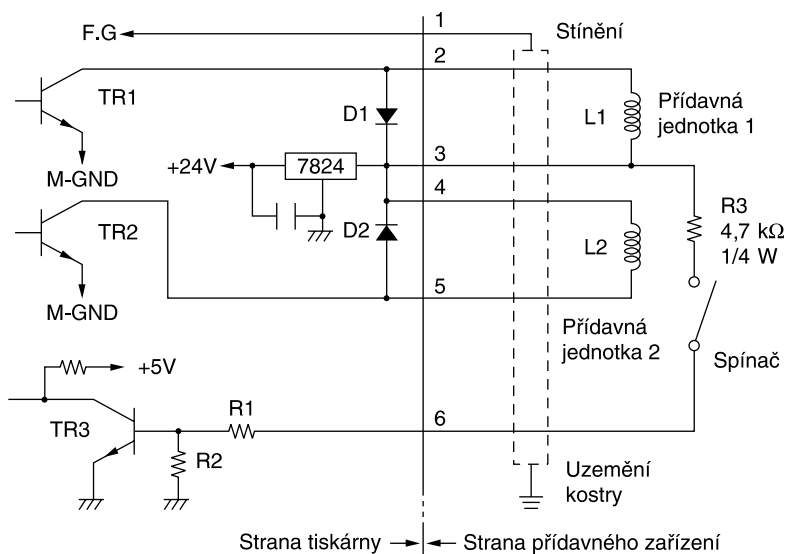 F.G
1
Stínění
2
TR1
D1
L1
Přídavná
jednotka 1
M-GND
+24V
7824
3
4
TR2
D2
L2
R3
4,7 kΩ
1/4 W
M-GND
5
Přídavná
jednotka 2
Spínač
+5V
TR3
R1
6
R2
Uzemění
kostry
Strana tiskárny
Strana přídavného zařízení